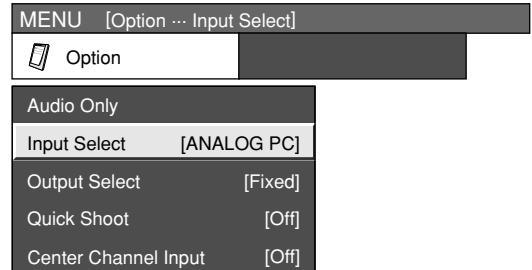 MENU [Option ··· Input Select]
Option
Audio Only
Input Select [ANALOG PC]
Output Select [Fixed]
Quick Shoot [Off]
Center Channel Input [Off]